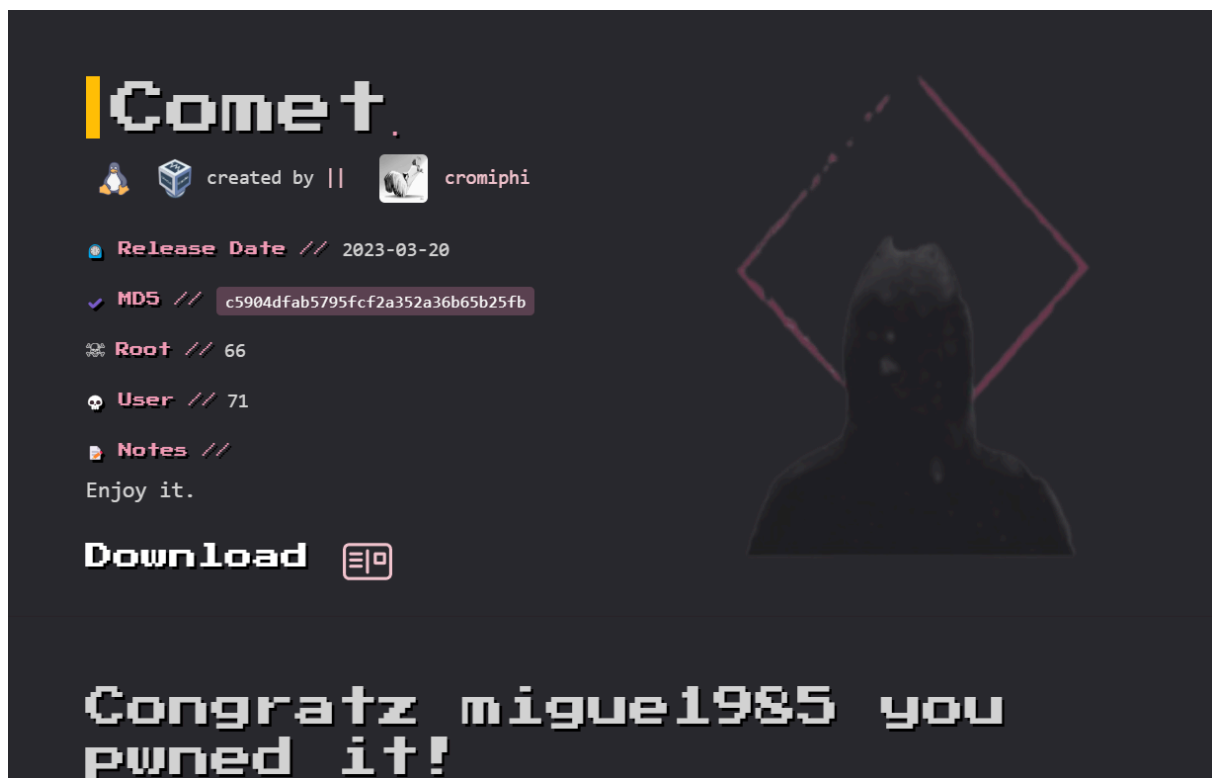 Comet.
created by || cromiphi
Release Date // 2023-03-20
MD5 // c5904dfab5795fcf2a352a36b65b25fb
Root // 66
User // 71
Notes //
Enjoy it.
Download
Congratz migue1985 you
pwned it!